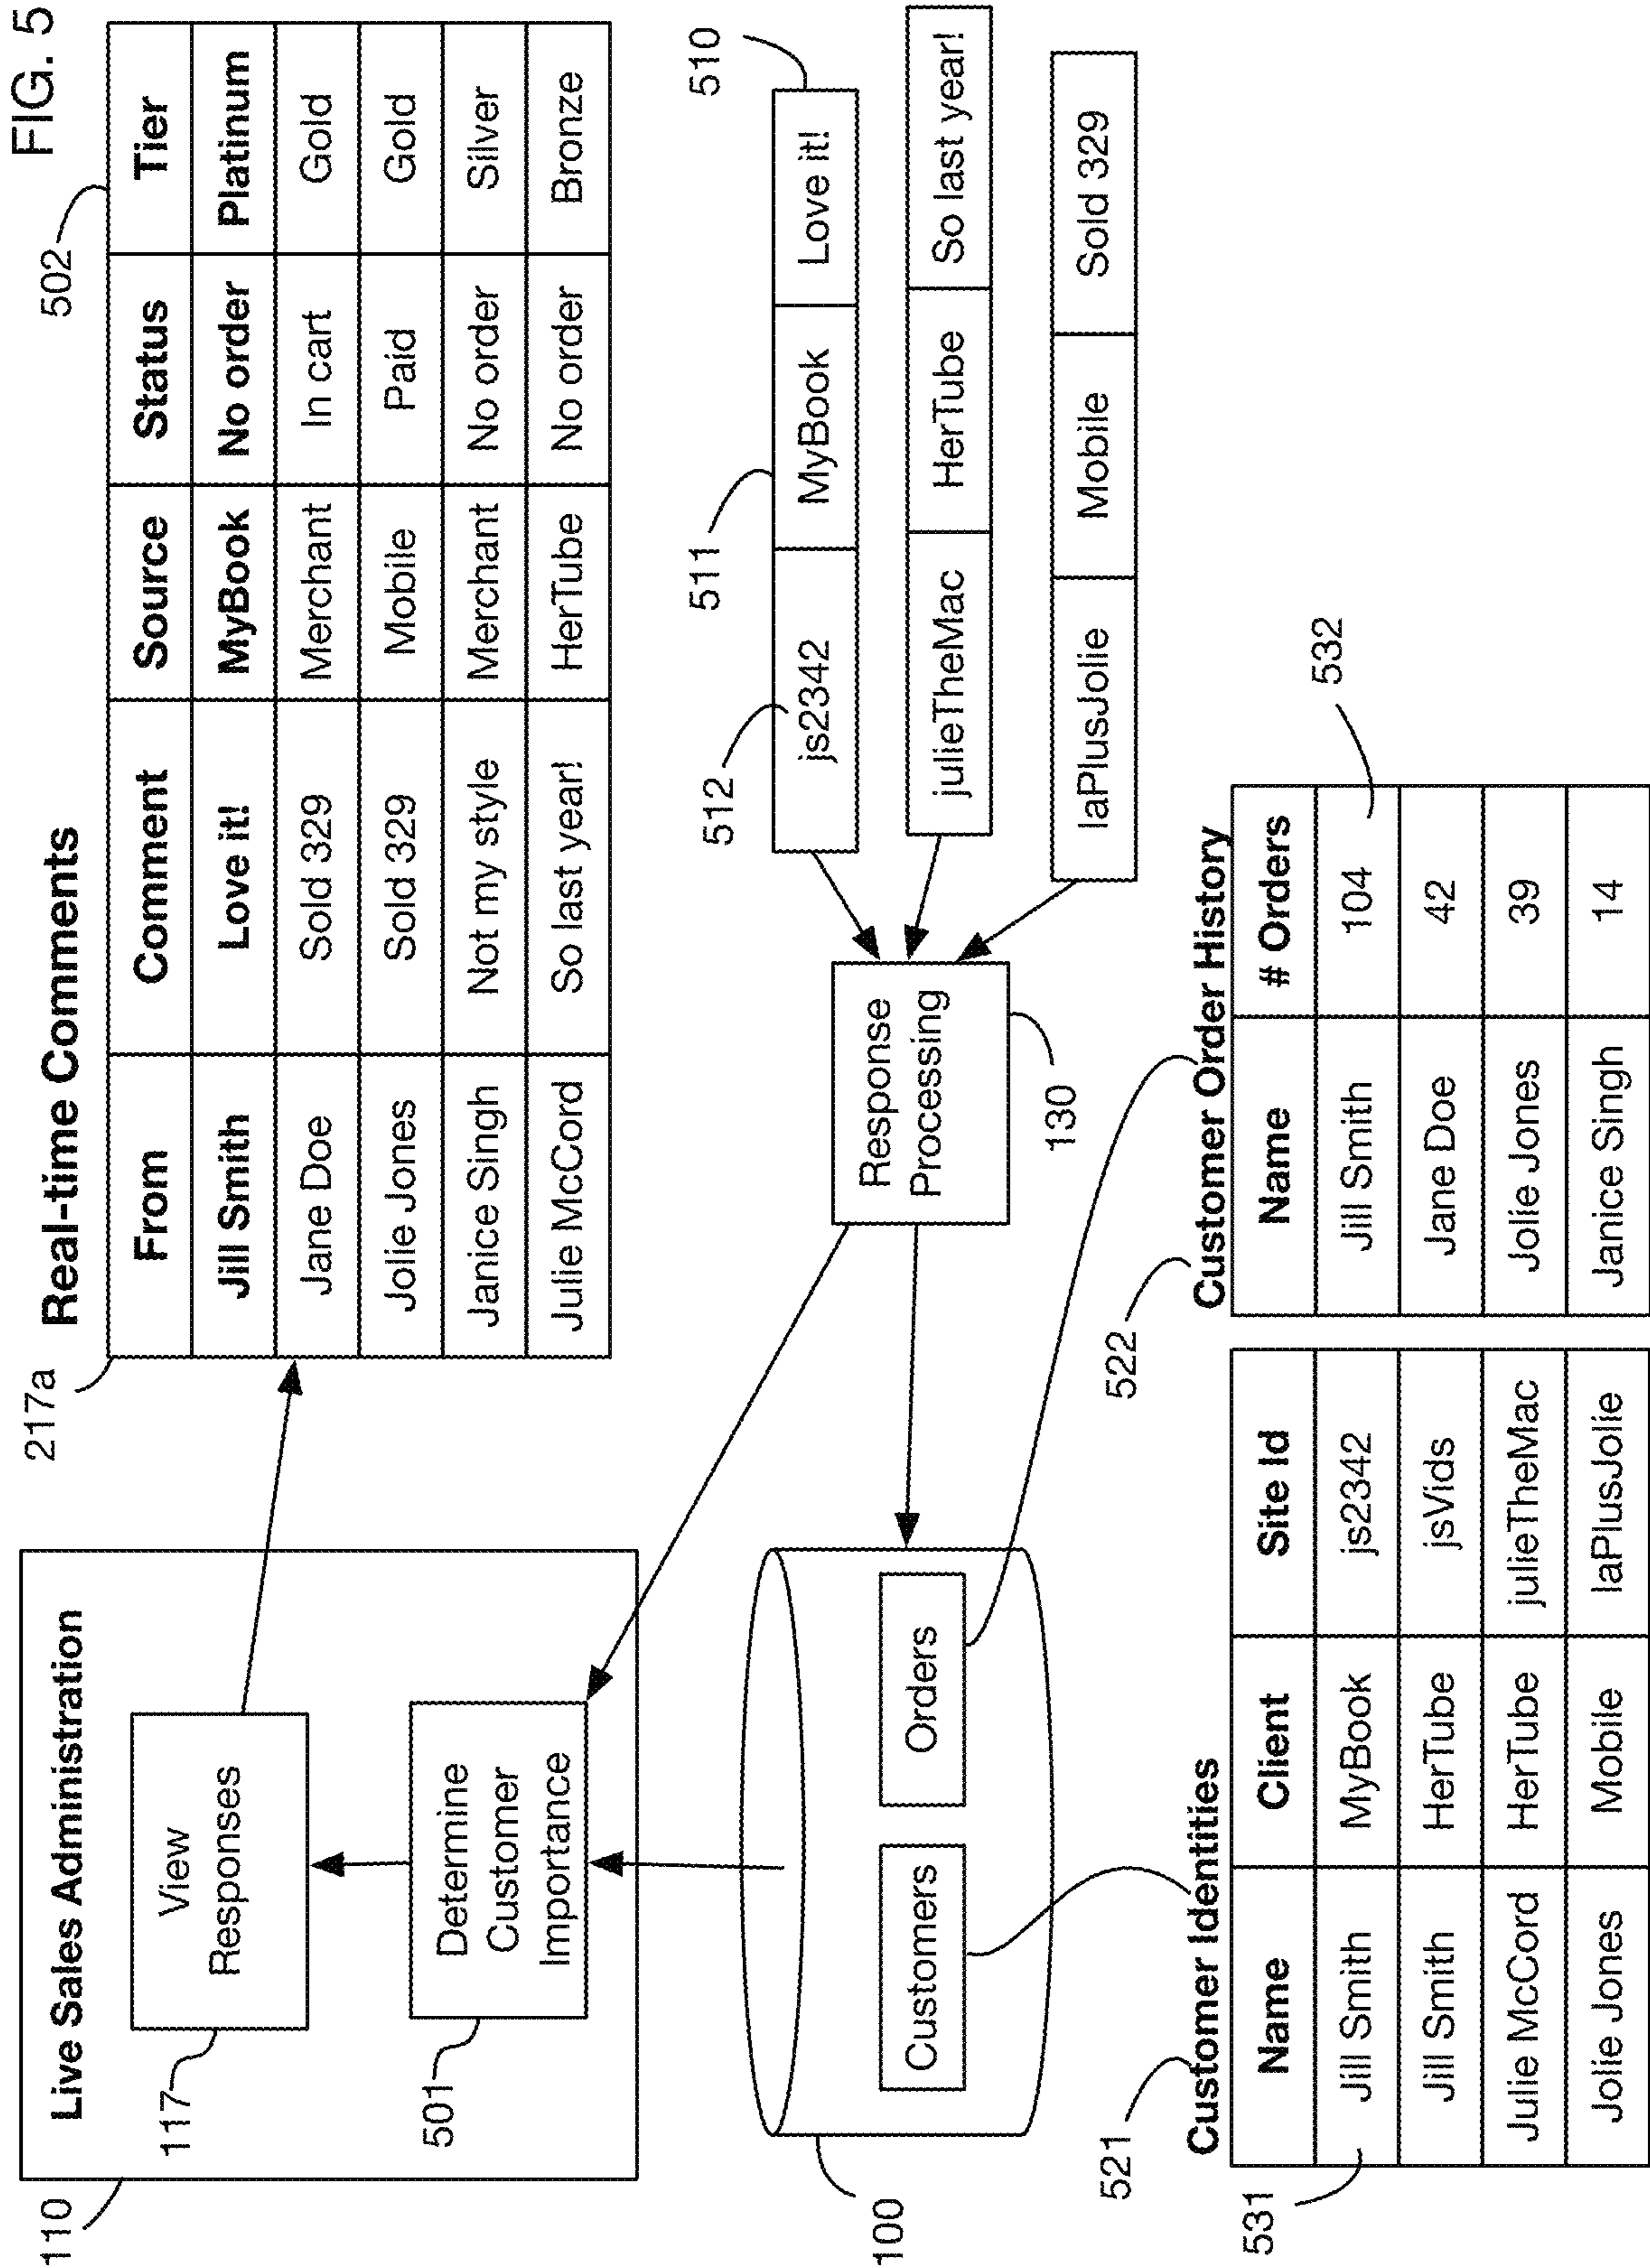 FIG. 5
110
Live Sales Administration
117
View
Responses
501
Determine
Customer
Importance
217a
Real-time Comments
502
From Comment Source Status Tier
Jill Smith Love it! MyBook No order Platinum
Jane Doe Sold 329 Merchant In cart Gold
Jolie Jones Sold 329 Mobile Paid Gold
Janice Singh Not my style Merchant No order Silver
Julie McCord So last year! HerTube No order Bronze
100
Customers
Orders
Response
Processing
130
512
511
510
js2342 MyBook Love it!
julieTheMac HerTube So last year!
laPlusJolie Mobile Sold 329
521
Customer Identities
531
Name Client Site Id
Jill Smith MyBook js2342
Jill Smith HerTube jsVids
Julie McCord HerTube julieTheMac
Jolie Jones Mobile laPlusJolie
522
Customer Order History
532
Name # Orders
Jill Smith 104
Jane Doe 42
Jolie Jones 39
Janice Singh 14